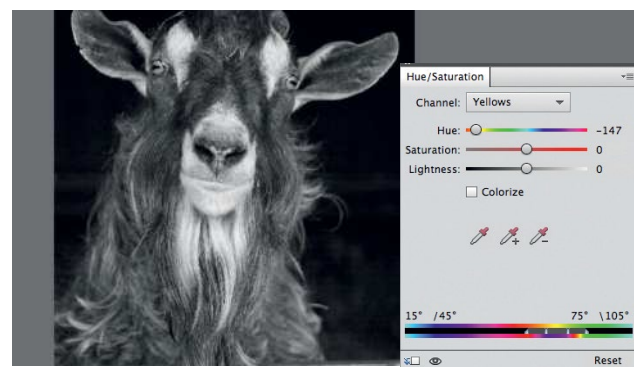 Hue/Saturation
Channel: Yellows
Hue: -147
Saturation: 0
Lightness: 0
Colorize
15° /45° 75° \105°
Reset